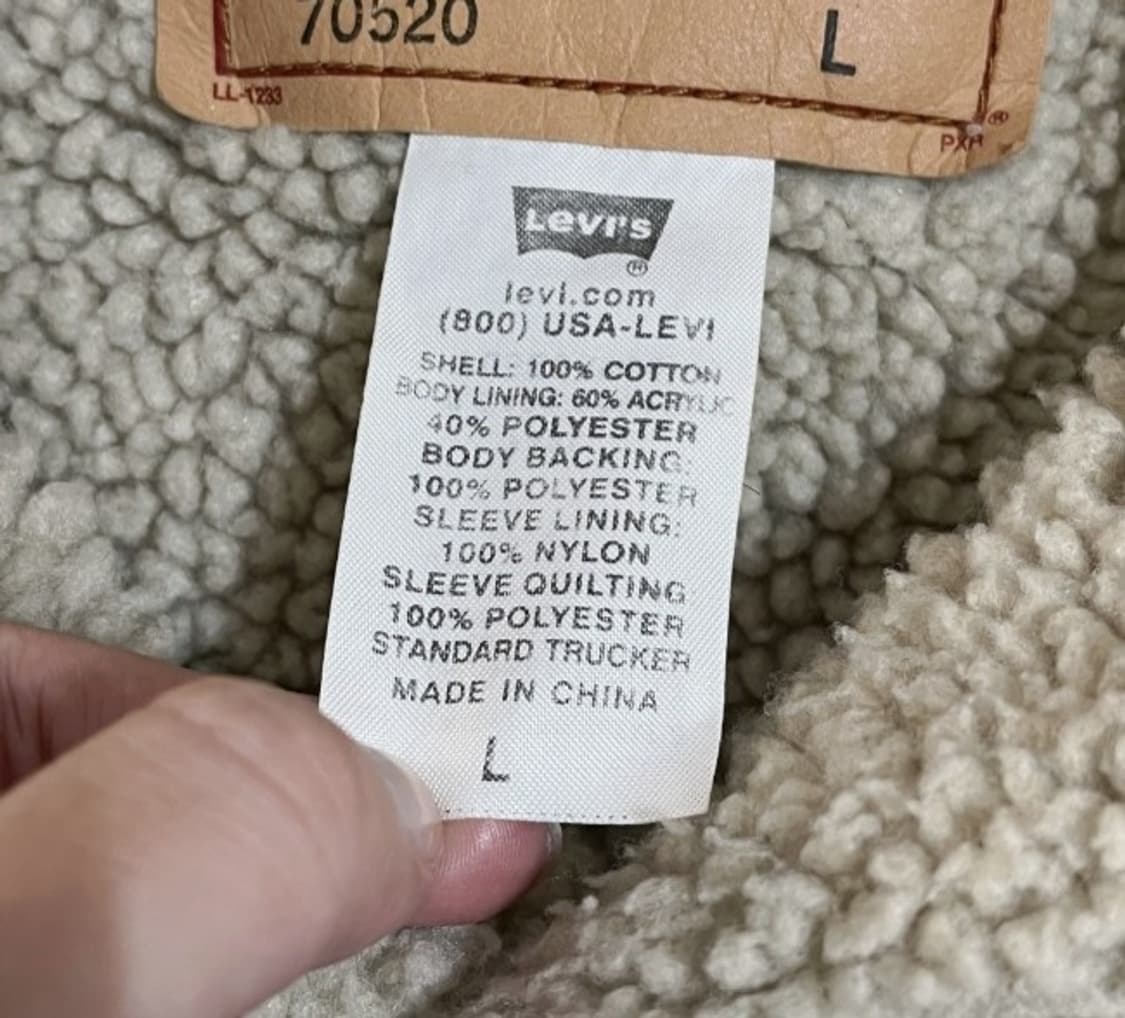 70520 L
LL-1233
PXH ®
LEVI'S
®
levi.com
(800) USA-LEVI
SHELL: 100% COTTON
BODY LINING: 60% ACRYLIC
40% POLYESTER
BODY BACKING:
100% POLYESTER
SLEEVE LINING:
100% NYLON
SLEEVE QUILTING
100% POLYESTER
STANDARD TRUCKER
MADE IN CHINA
L